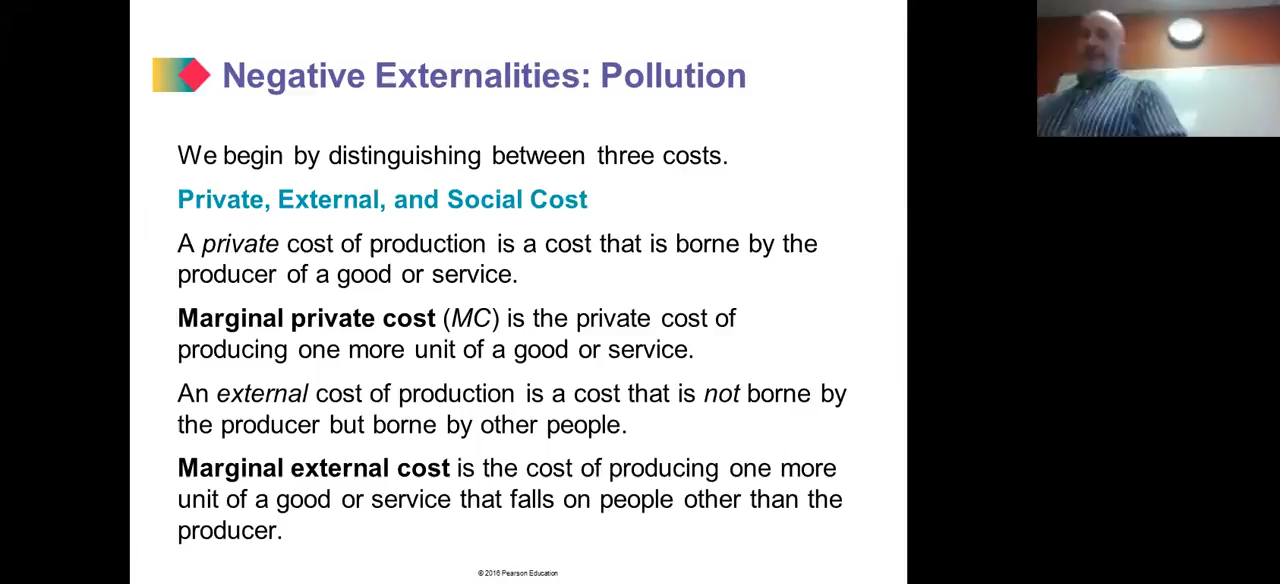 Negative Externalities: Pollution
We begin by distinguishing between three costs.
Private, External, and Social Cost
A private cost of production is a cost that is borne by the
producer of a good or service.
Marginal private cost (MC) is the private cost of
producing one more unit of a good or service.
An external cost of production is a cost that is not borne by
the producer but borne by other people.
Marginal external cost is the cost of producing one more
unit of a good or service that falls on people other than the
producer.
© 2016 Pearson Education